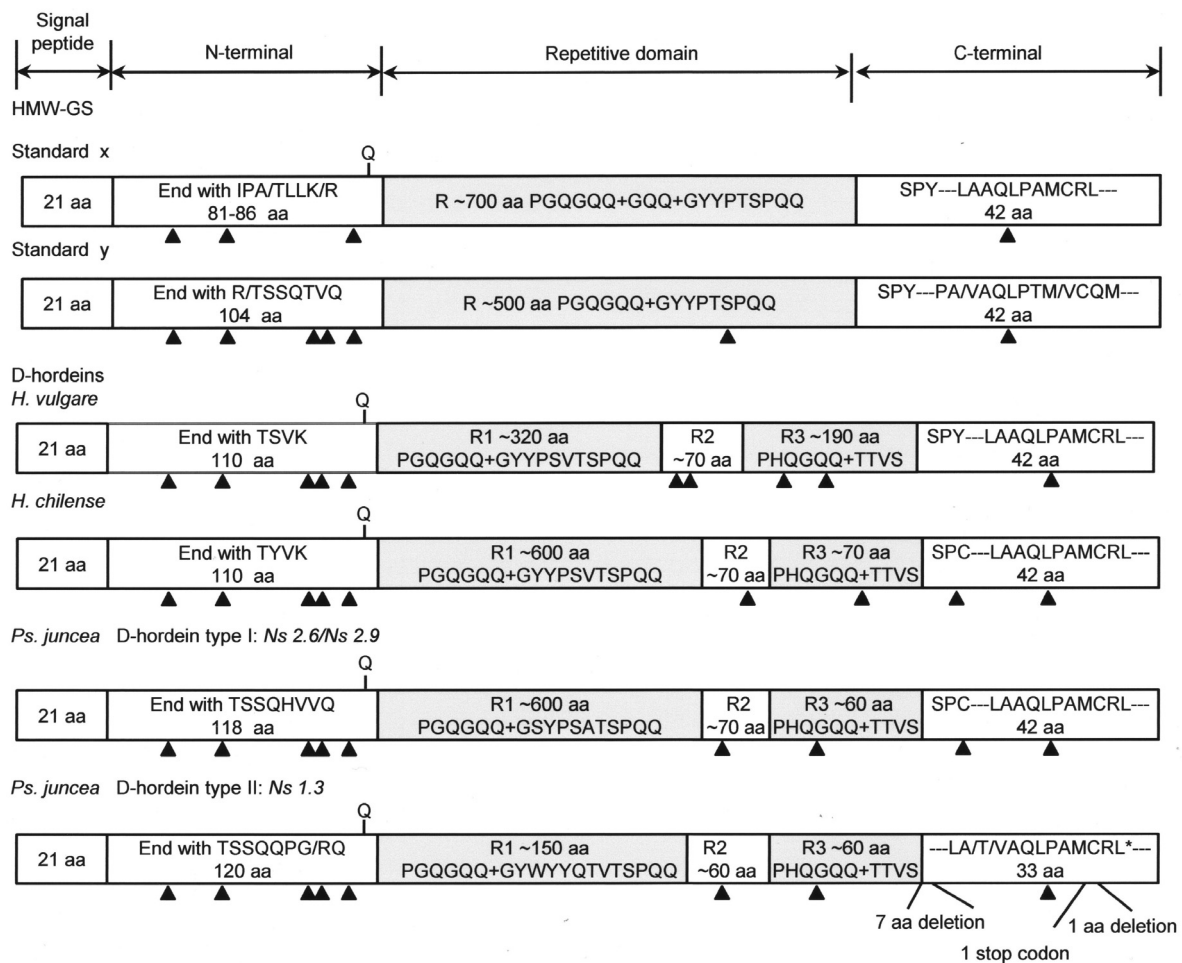 Signal
peptide
N-terminal
Repetitive domain
C-terminal
HMW-GS
Standard x
Q
21 aa
End with IPA/TLLK/R
81-86 aa
R ~700 aa PGQGQQ+GQQ+GYYPTSPQQ
SPY---LAAQLPAMCRL---
42 aa
Standard y
21 aa
End with R/TSSQTVQ
104 aa
R ~500 aa PGQGQQ+GYYPTSPQQ
SPY---PA/VAQLPTM/VCQM---
42 aa
D-hordeins
H. vulgare
Q
21 aa
End with TSVK
110 aa
R1 ~320 aa
PGQGQQ+GYYPSVTSPQQ
R2
~70 aa
R3 ~190 aa
PHQGQQ+TTVS
SPY---LAAQLPAMCRL---
42 aa
H. chilense
Q
21 aa
End with TYVK
110 aa
R1 ~600 aa
PGQGQQ+GYYPSVTSPQQ
R2
~70 aa
R3 ~70 aa
PHQGQQ+TTVS
SPC---LAAQLPAMCRL---
42 aa
Ps. juncea D-hordein type I: Ns 2.6/Ns 2.9
Q
21 aa
End with TSSQHVVQ
118 aa
R1 ~600 aa
PGQGQQ+GSYPSATSPQQ
R2
~70 aa
R3 ~60 aa
PHQGQQ+TTVS
SPC---LAAQLPAMCRL---
42 aa
Ps. juncea D-hordein type II: Ns 1.3
Q
21 aa
End with TSSQQPG/RQ
120 aa
R1 ~150 aa
PGQGQQ+GYWYYQTVTSPQQ
R2
~60 aa
R3 ~60 aa
PHQGQQ+TTVS
---LA/T/VAQLPAMCRL*---
33 aa
7 aa deletion
1 aa deletion
1 stop codon